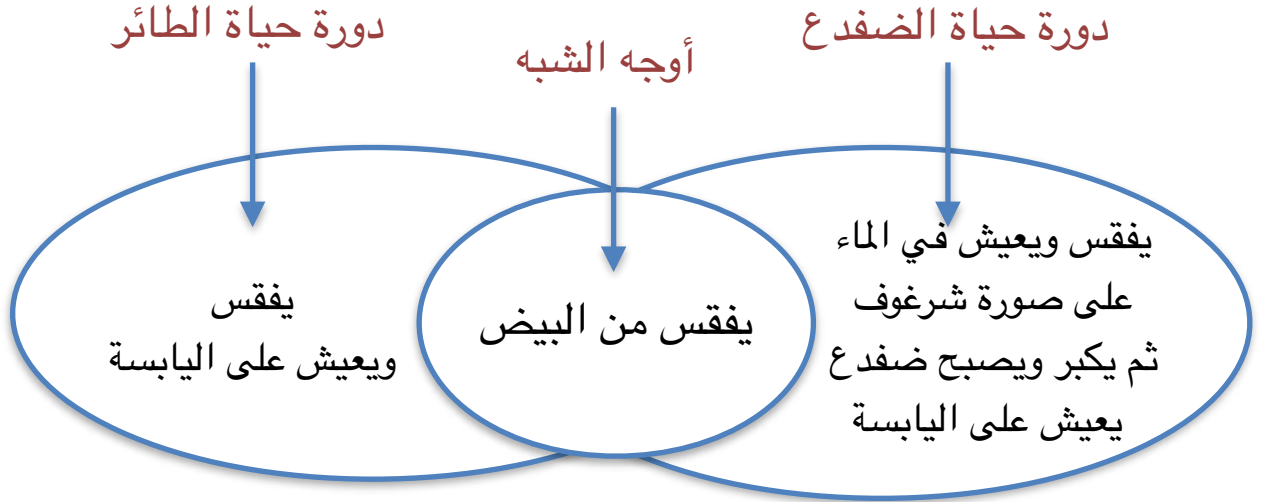 دورة حياة الضفدع
أوجه الشبه
دورة حياة الطائر
يفقس ويعيش في الماء
على صورة شرغوف
ثم يكبر ويصبح ضفدع
يعيش على اليابسة
يفقس من البيض
يفقس
ويعيش على اليابسة